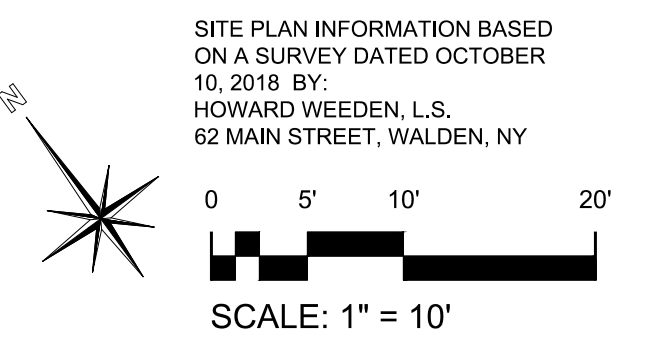 SITE PLAN INFORMATION BASED
ON A SURVEY DATED OCTOBER
10, 2018 BY:
HOWARD WEEDEN, L.S.
62 MAIN STREET, WALDEN, NY
N
0 5' 10' 20'
SCALE: 1" = 10'